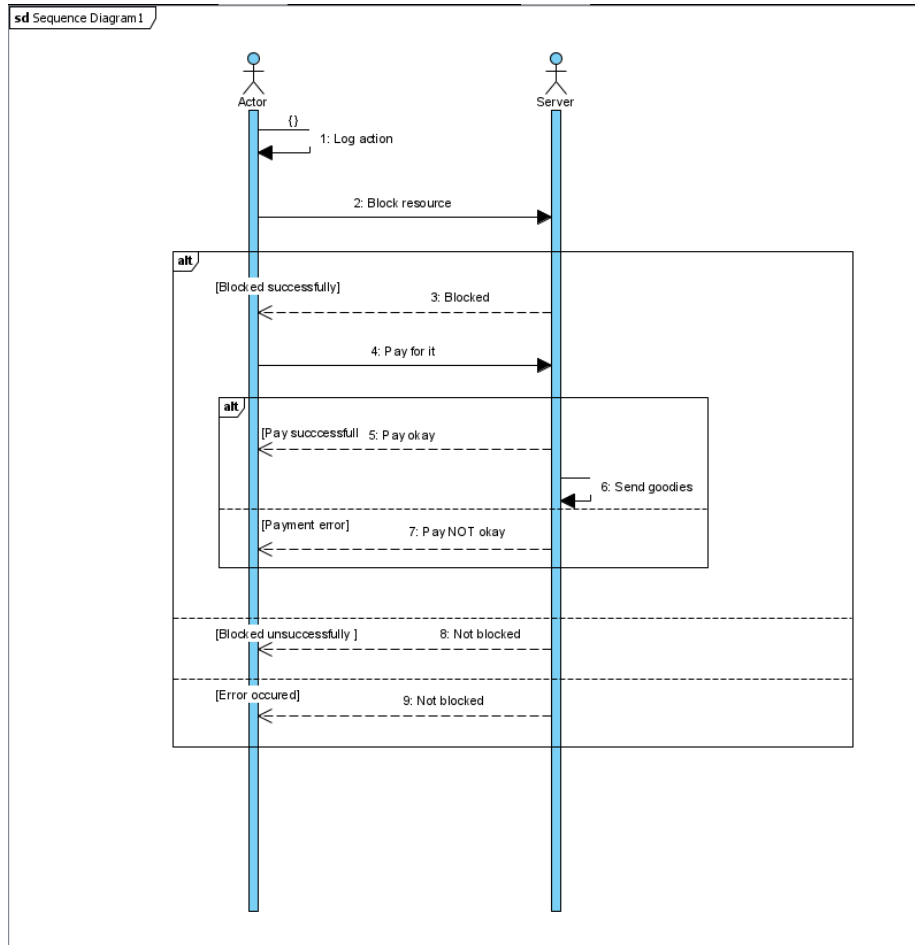 sd Sequence Diagram1
Actor
Server
{}
1: Log action
2: Block resource
alt
[Blocked successfully]
3: Blocked
4: Pay for it
alt
[Pay succcessfull
5: Pay okay
6: Send goodies
[Payment error]
7: Pay NOT okay
[Blocked unsuccessfully ]
8: Not blocked
[Error occured]
9: Not blocked